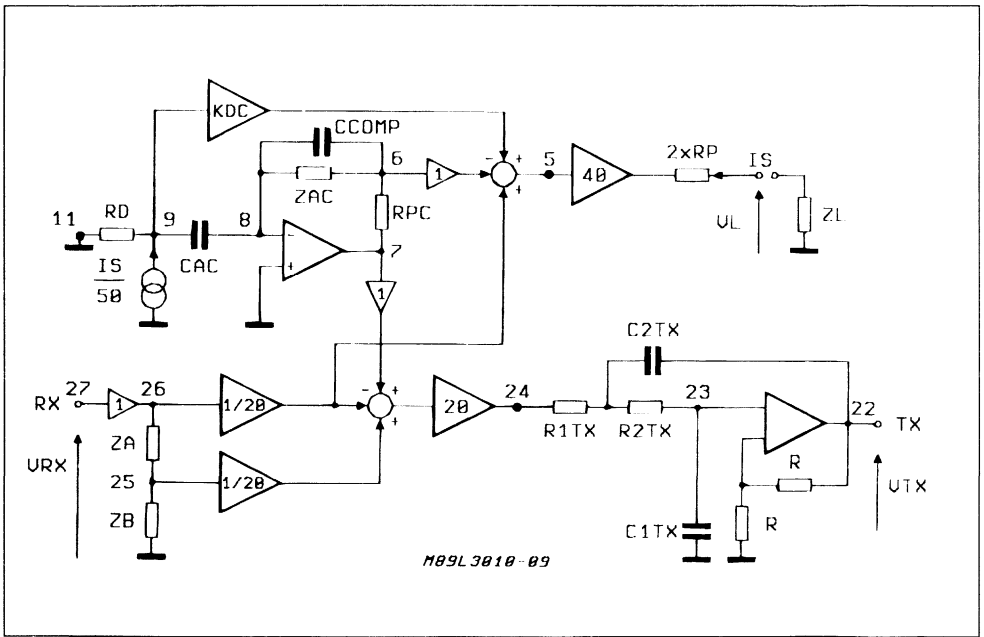 KDC
CCOMP
6
1
ZAC
- +
+
5
40
2xRP
IS
VL
ZL
11
RD
9
8
CAC
IS
50
-
+
RPC
7
1
RX
27
1
26
1/20
- +
+
20
24
R1TX
R2TX
C2TX
23
22
TX
VRX
ZA
25
ZB
1/20
R
R
C1TX
VTX
M89L3010-09